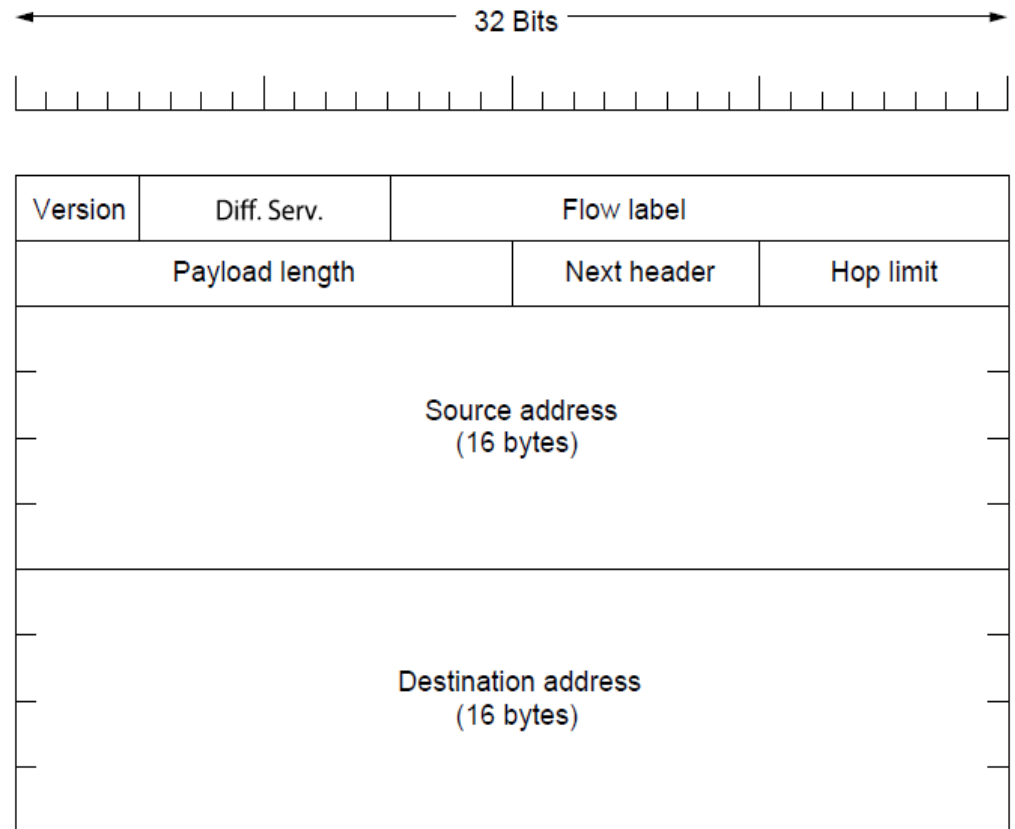 32 Bits
Version Diff. Serv. Flow label
Payload length Next header Hop limit
Source address
(16 bytes)
Destination address
(16 bytes)